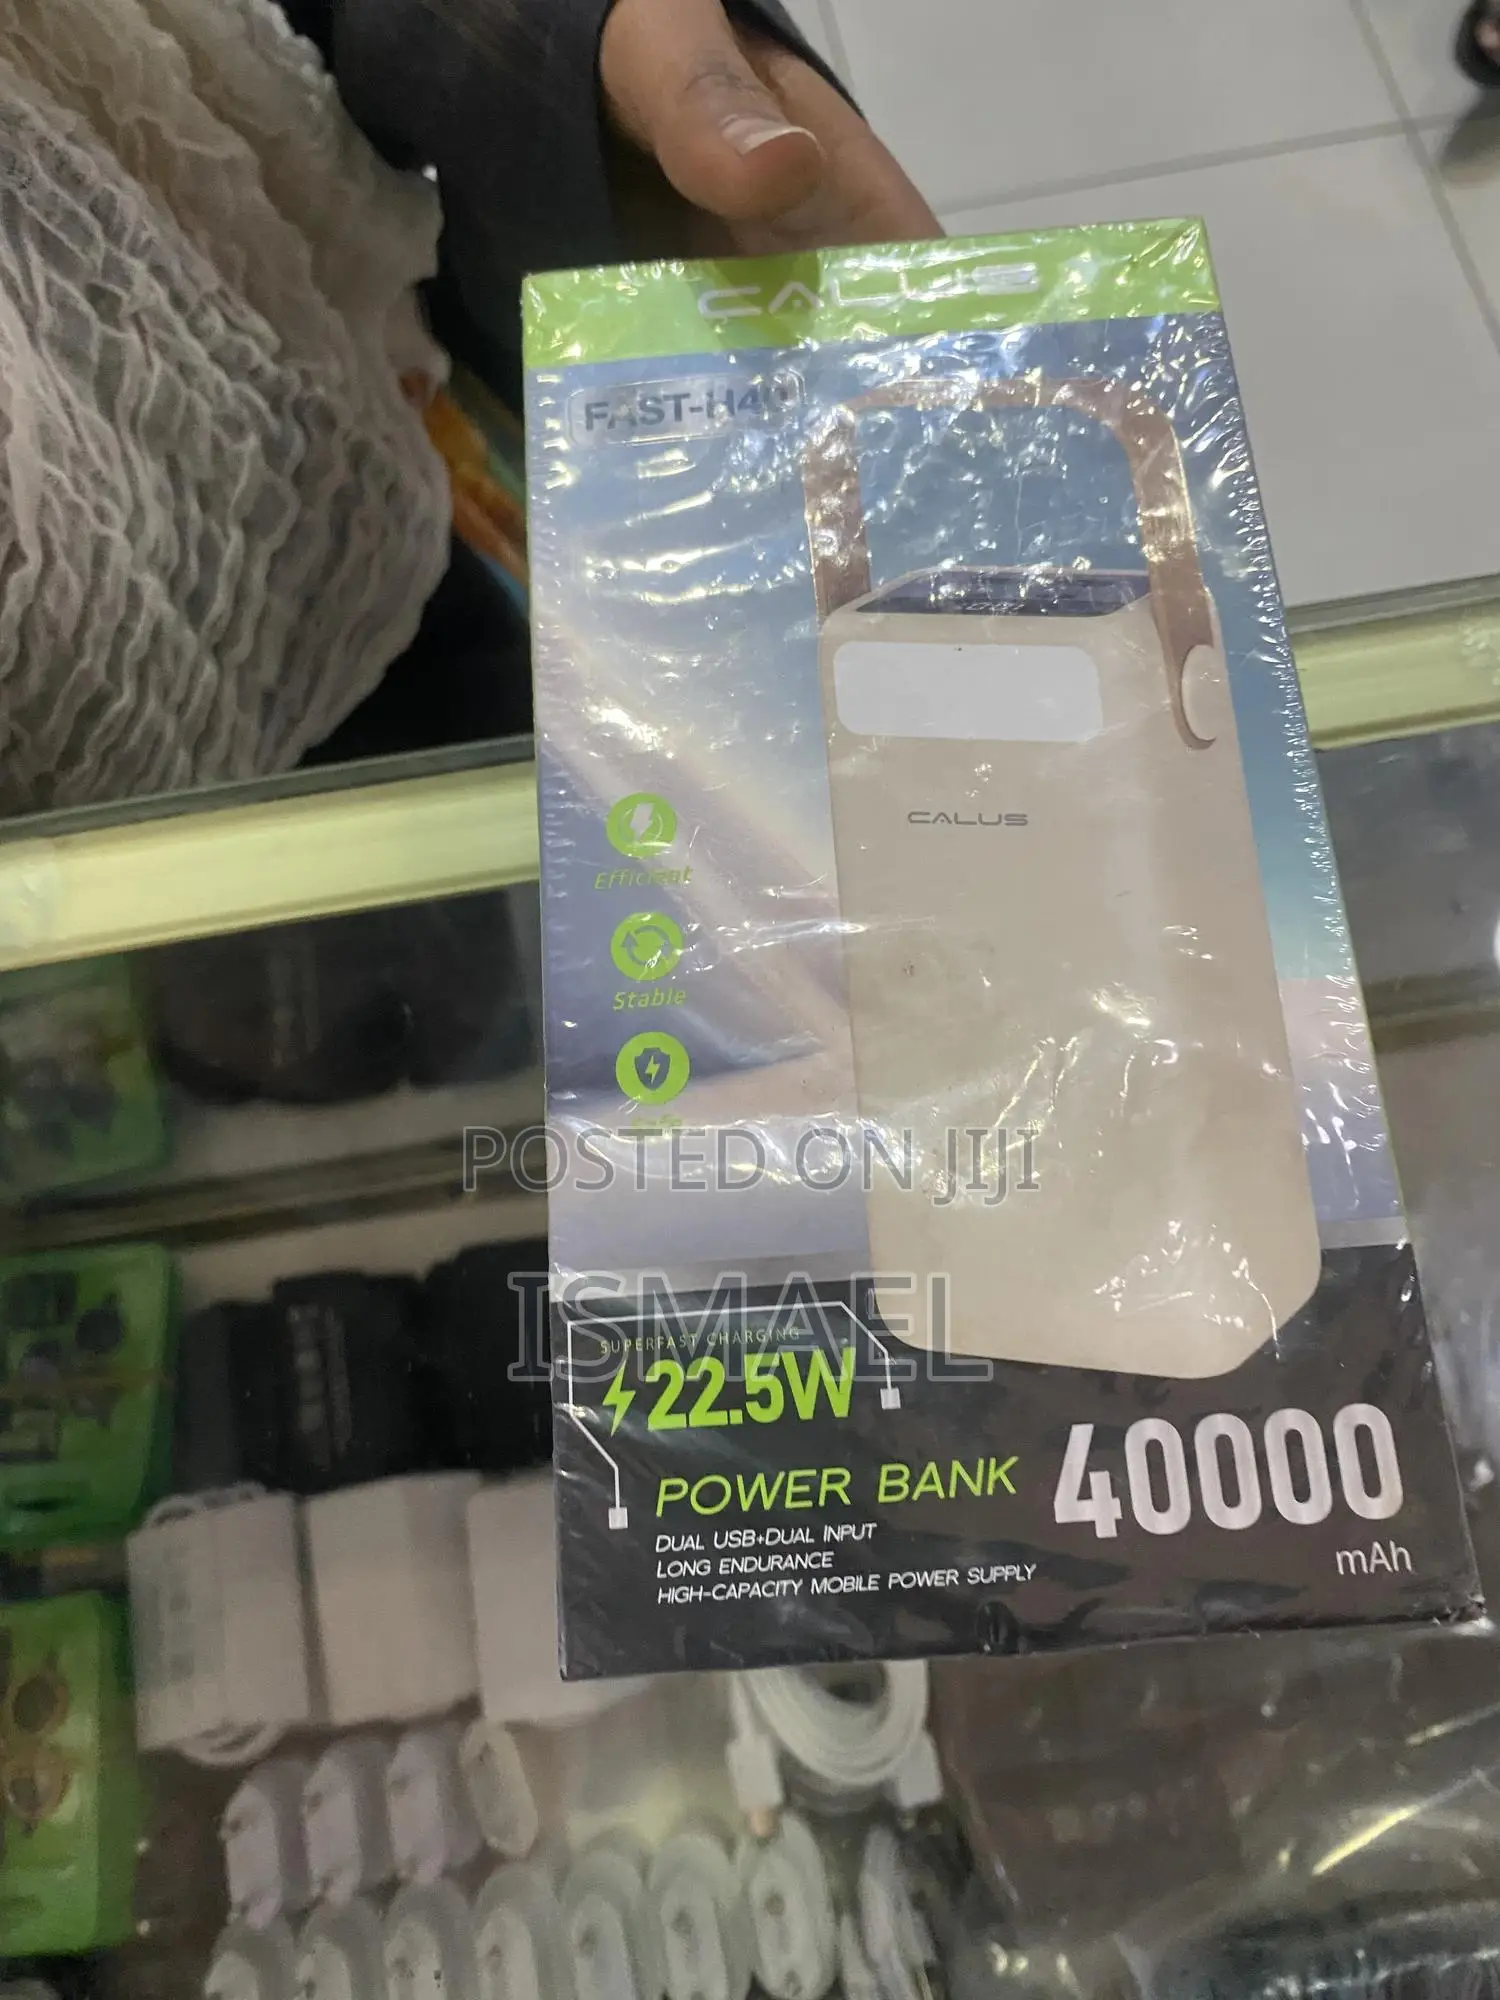 CALUS
FAST-H40
CALUS
Efficient
Stable
Safe
POSTED ON JIJI
ISMAEL
SUPERFAST CHARGING
22.5W
POWER BANK
40000
mAh
DUAL USB+DUAL INPUT
LONG ENDURANCE
HIGH-CAPACITY MOBILE POWER SUPPLY